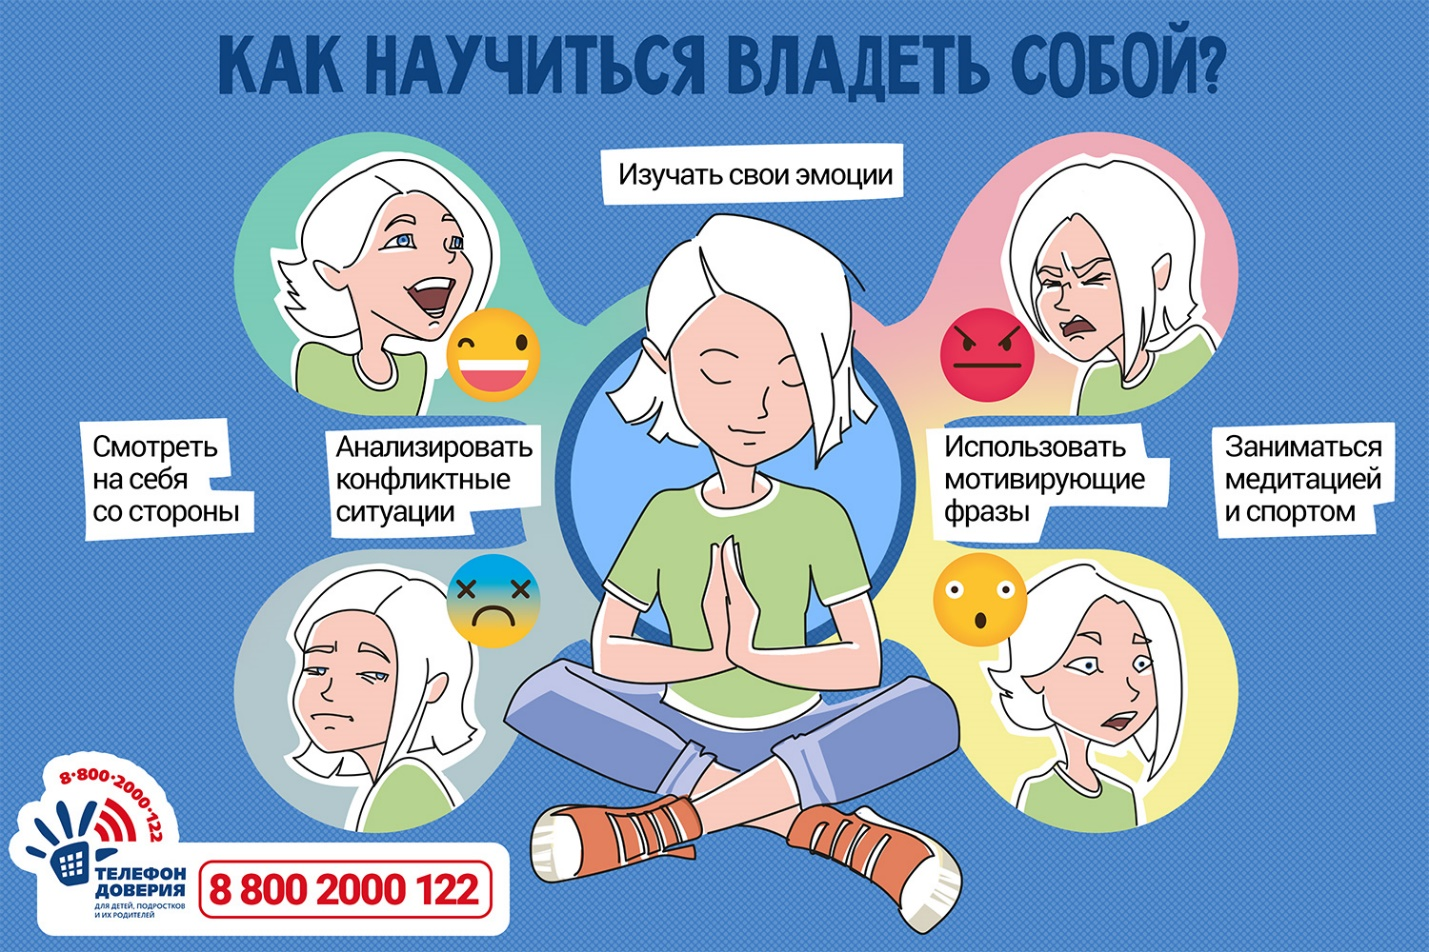 КАК НАУЧИТЬСЯ ВЛАДЕТЬ СОБОЙ?
Изучать свои эмоции
Смотреть
на себя
со стороны
Анализировать
конфликтные
ситуации
Использовать
мотивирующие
фразы
Заниматься
медитацией
и спортом
8·800·2000·122
ТЕЛЕФОН
ДОВЕРИЯ
ДЛЯ ДЕТЕЙ, ПОДРОСТКОВ
И ИХ РОДИТЕЛЕЙ
8 800 2000 122